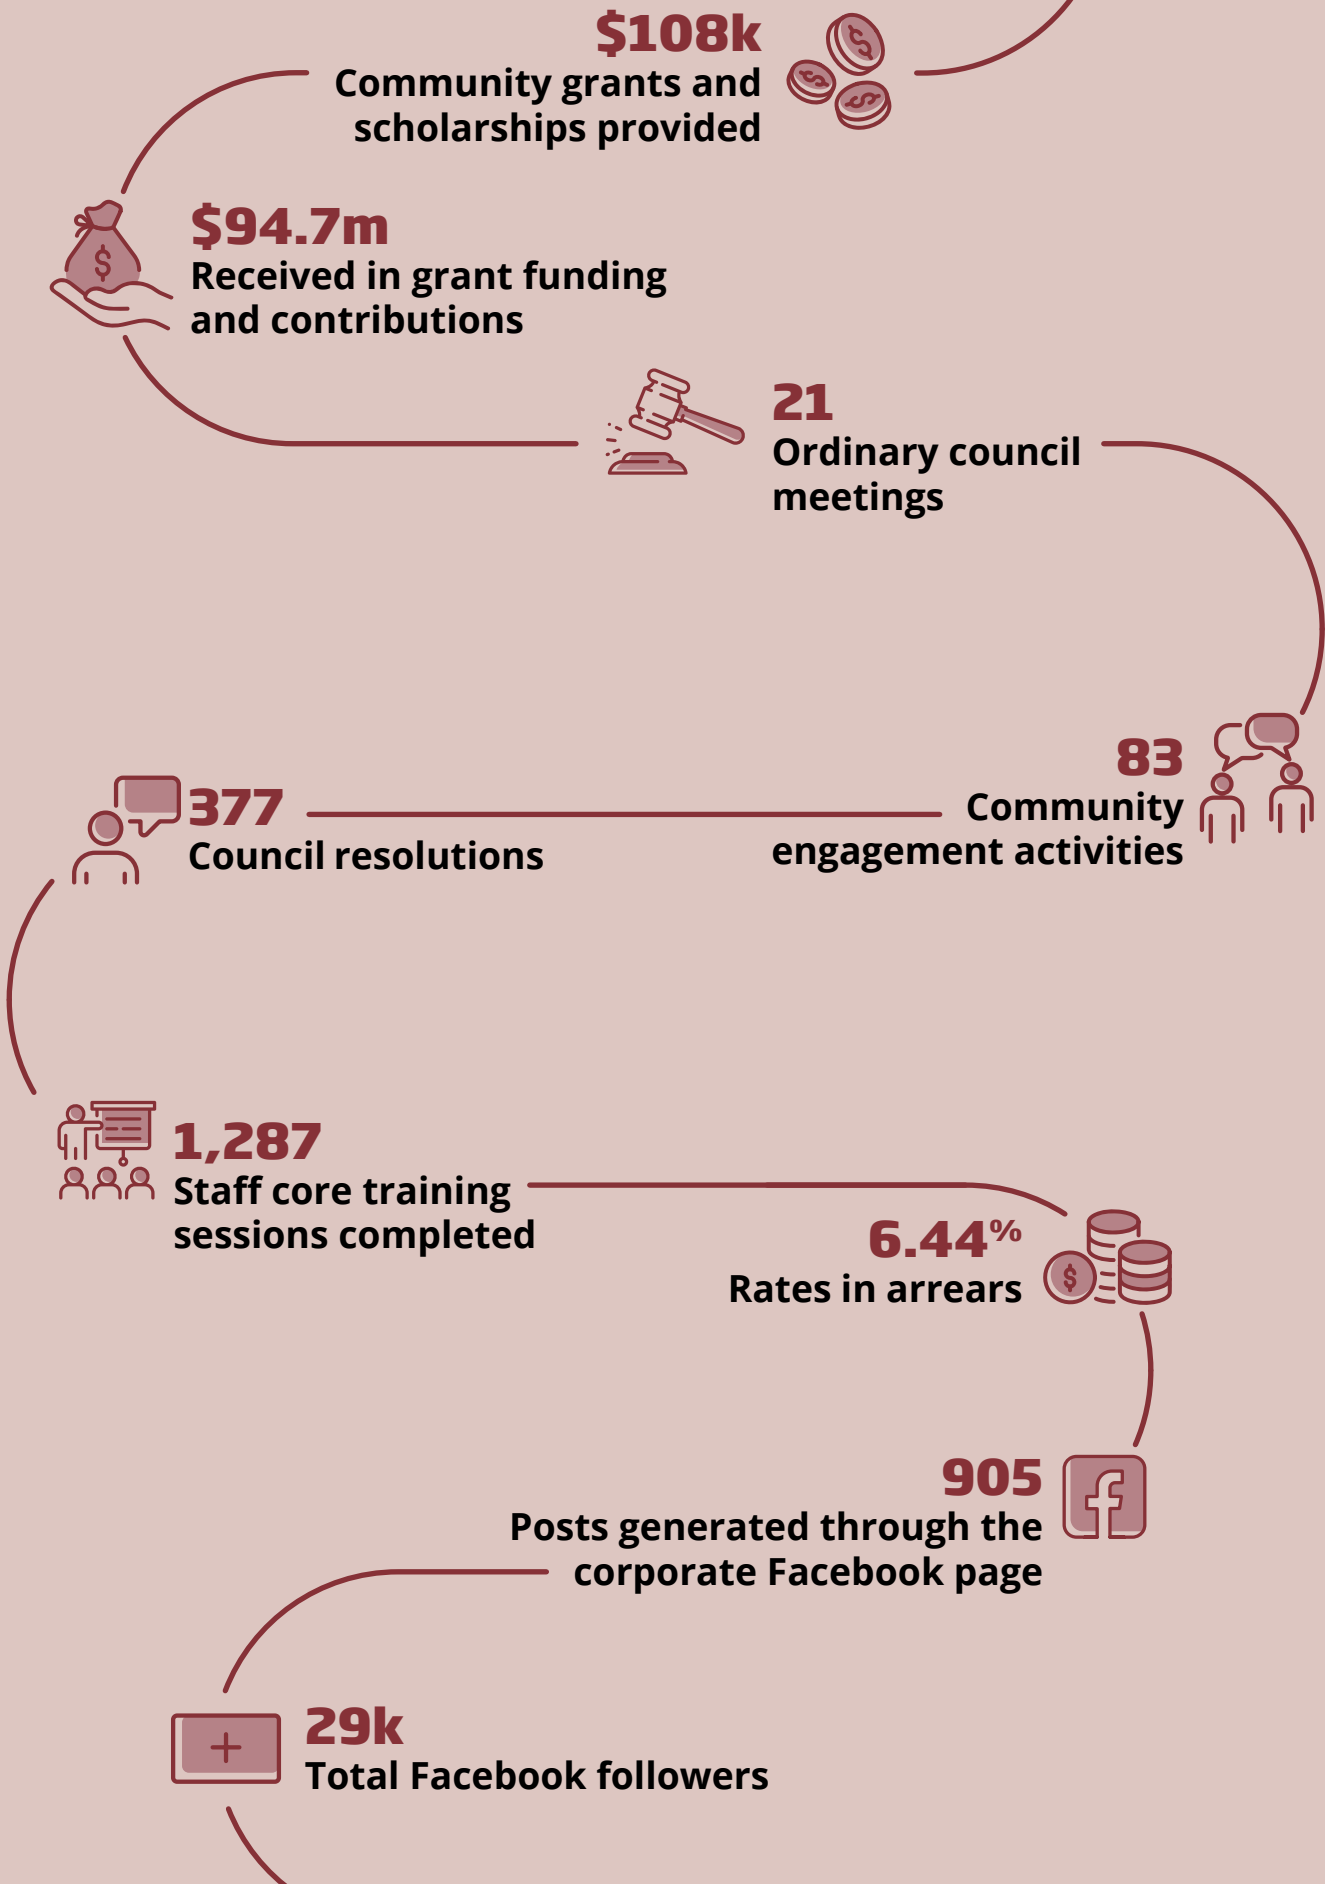 $108k
Community grants and
scholarships provided
$94.7m
Received in grant funding
and contributions
21
Ordinary council
meetings
83
Community
engagement activities
377
Council resolutions
1,287
Staff core training
sessions completed
6.44%
Rates in arrears
905
Posts generated through the
corporate Facebook page
29k
Total Facebook followers